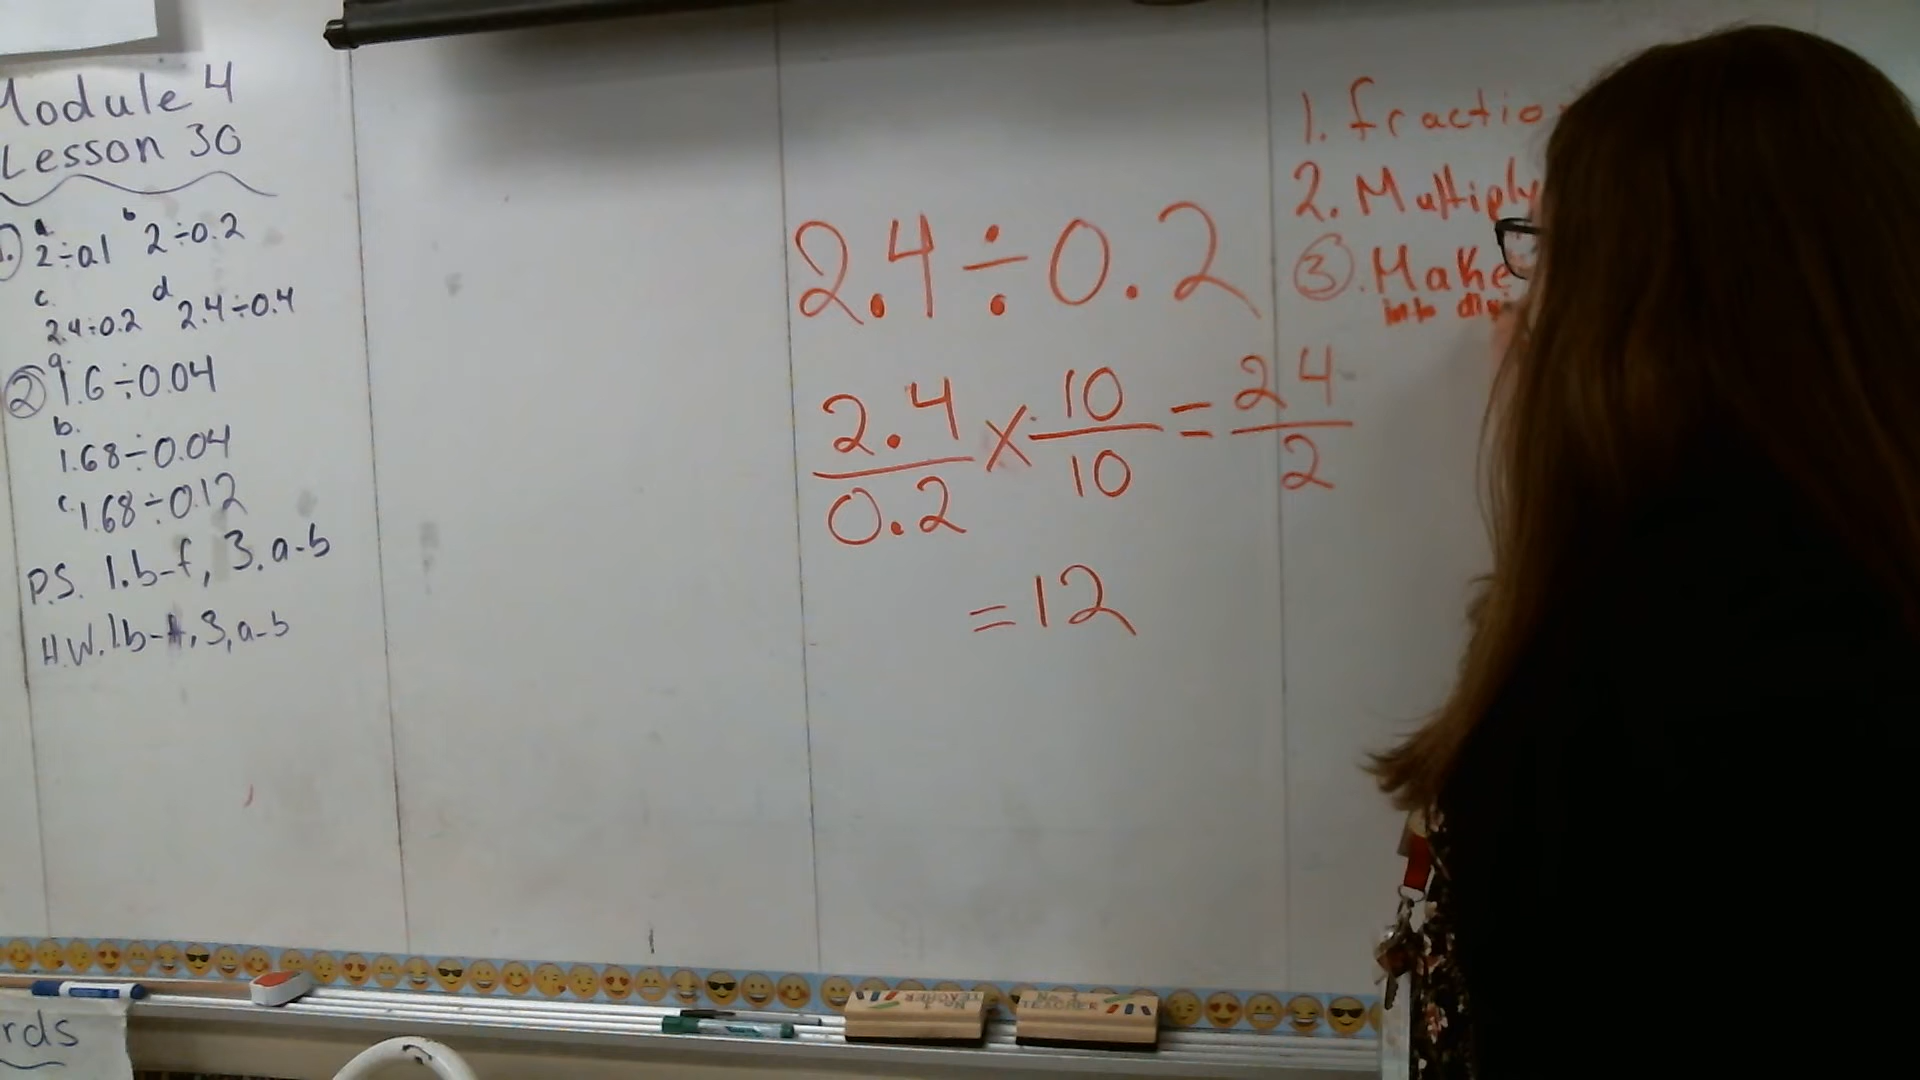 Module 4
Lesson 30
1. a 2÷0.1 b 2÷0.2
c. 2.4÷0.2 d 2.4÷0.4
2 a. 1.6÷0.04
b. 1.68÷0.04
c. 1.68÷0.12
P.S. 1.b-f, 3.a-b
H.W. 1.b- , 3,a-b
2.4÷0.2
2.4/0.2 × 10/10 = 24/2
=12
1. fractio
2. Multiply
3. Make
into
rds